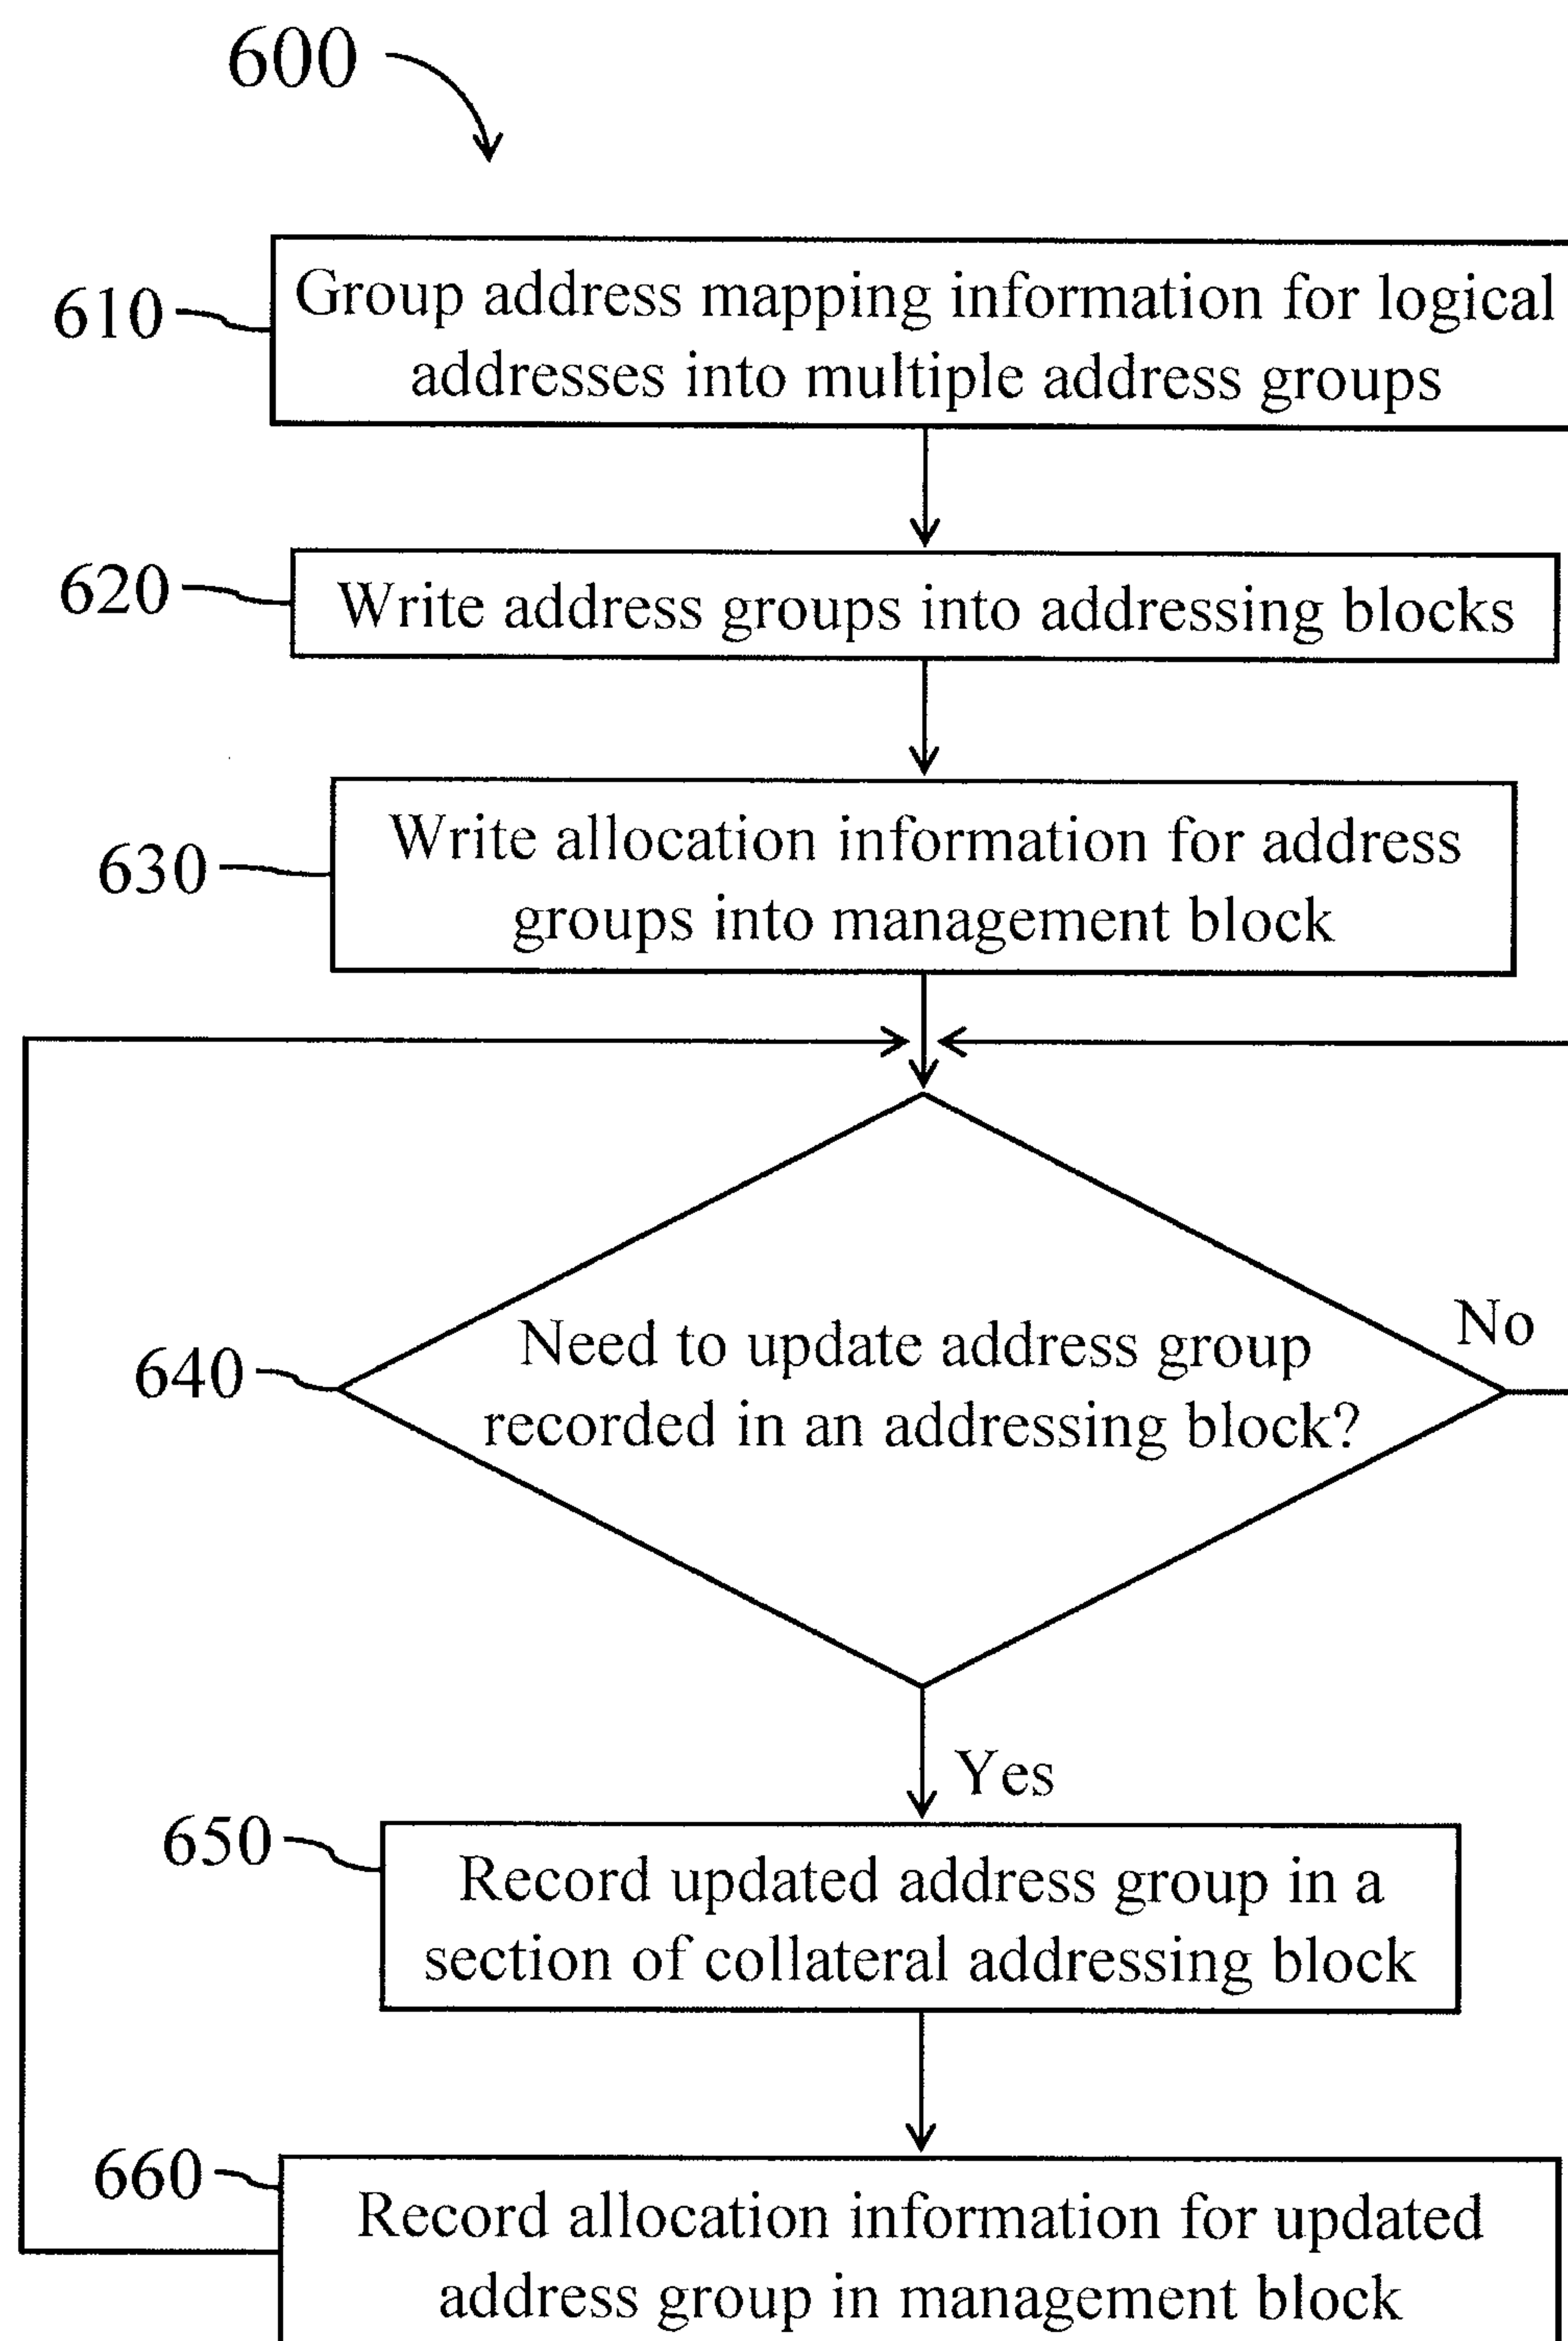 600
610
Group address mapping information for logical
addresses into multiple address groups
620
Write address groups into addressing blocks
630
Write allocation information for address
groups into management block
640
Need to update address group
recorded in an addressing block?
No
Yes
650
Record updated address group in a
section of collateral addressing block
660
Record allocation information for updated
address group in management block